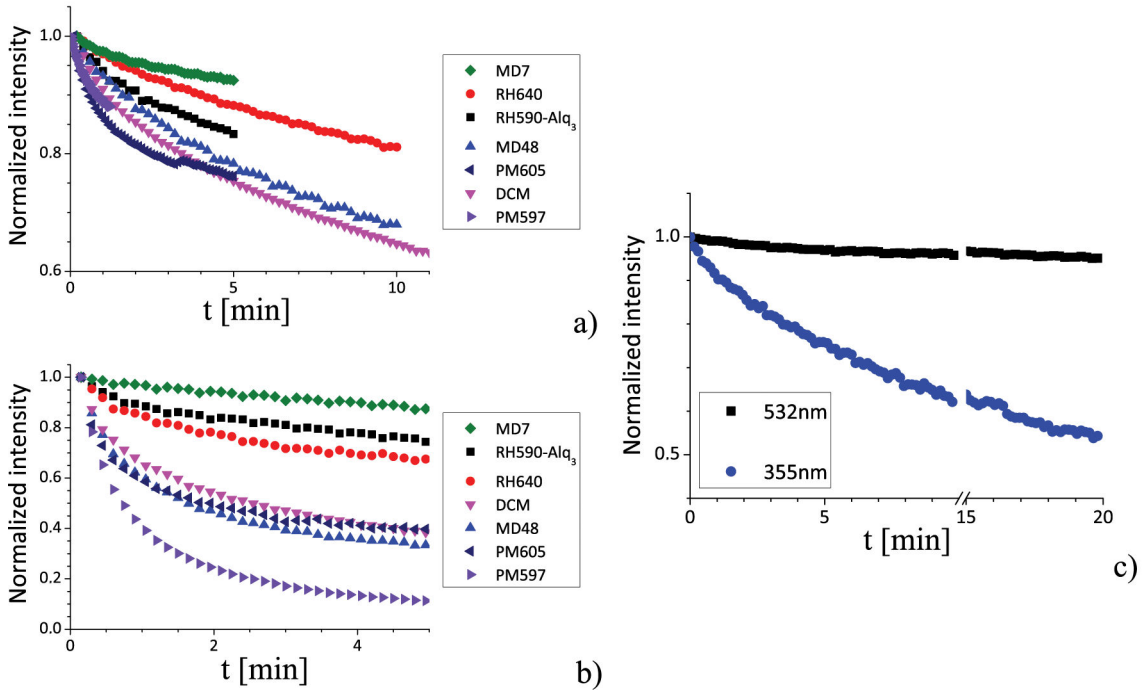 Normalized intensity
1.0
0.8
0.6
0
5
10
t [min]
a)
MD7
RH640
RH590-Alq₃
MD48
PM605
DCM
PM597
Normalized intensity
1.0
0.8
0.6
0.4
0.2
0.0
0
2
4
t [min]
b)
MD7
RH590-Alq₃
RH640
DCM
MD48
PM605
PM597
Normalized intensity
1.0
0.5
532nm
355nm
0
5
15
20
t [min]
c)